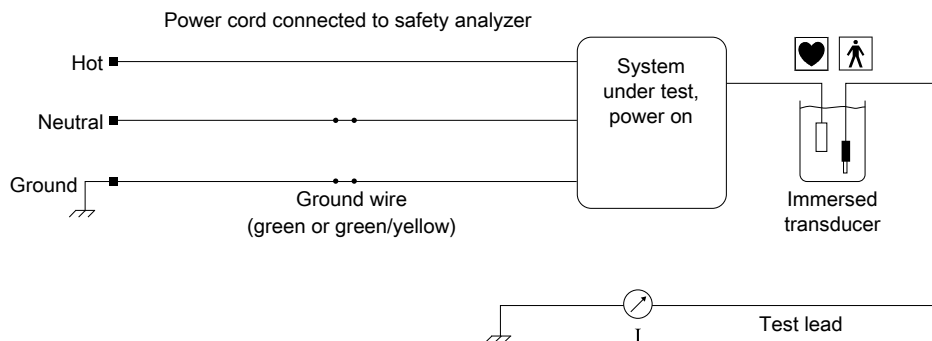 Power cord connected to safety analyzer
Hot
Neutral
Ground
Ground wire
(green or green/yellow)
System
under test,
power on
Immersed
transducer
Test lead
I